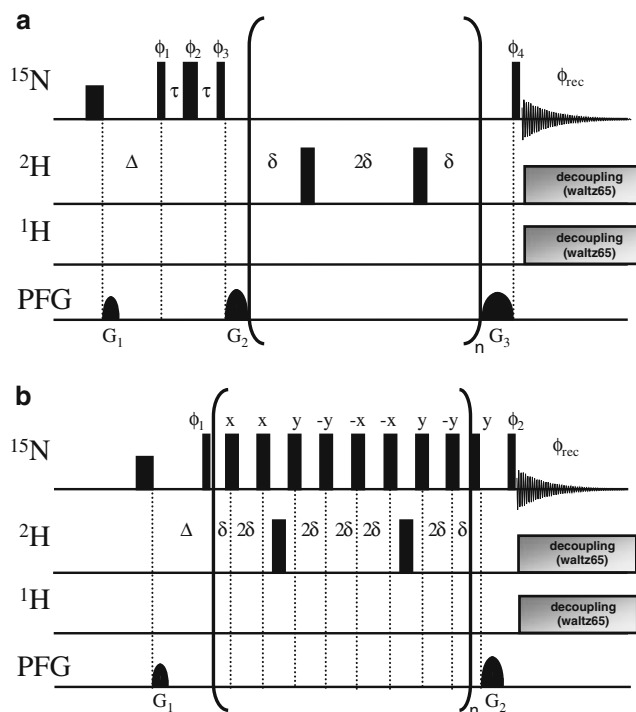 a
ϕ1 ϕ2 ϕ3 ϕ4
15N τ τ ϕrec
2H Δ δ 2δ δ decoupling (waltz65)
1H decoupling (waltz65)
PFG
G1 G2 n G3
b
ϕ1 x x y -y -x -x y -y y ϕ2
15N ϕrec
2H Δ δ 2δ 2δ 2δ 2δ 2δ δ decoupling (waltz65)
1H decoupling (waltz65)
PFG
G1 n G2